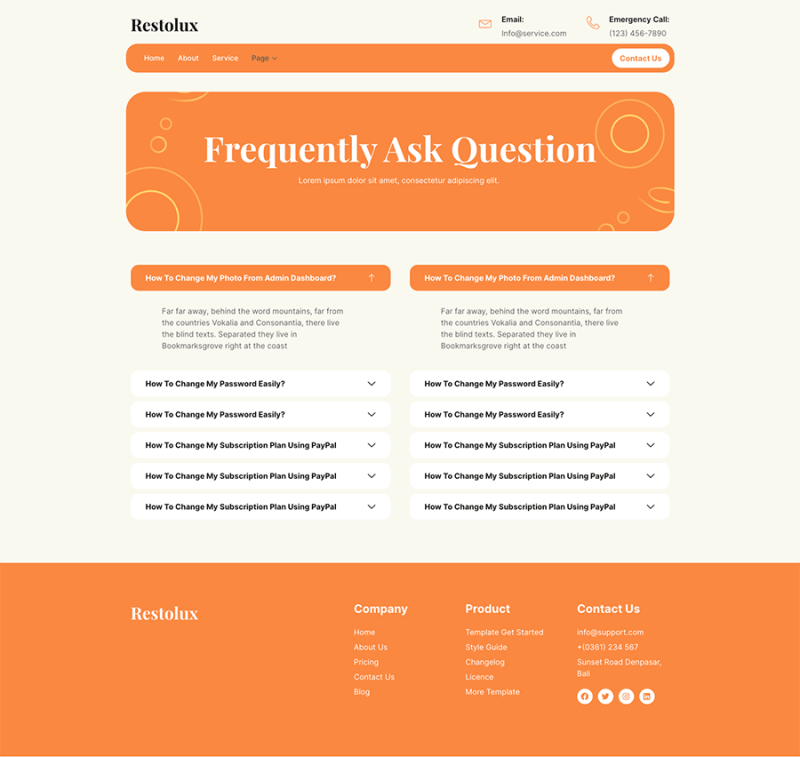 Restolux
Email:
Info@service.com
Emergency Call:
(123) 456-7890
Home
About
Service
Page
Contact Us
Frequently Ask Question
Lorem ipsum dolor sit amet, consectetur adipiscing elit.
How To Change My Photo From Admin Dashboard?
Far far away, behind the word mountains, far from
the countries Vokalia and Consonantia, there live
the blind texts. Separated they live in
Bookmarksgrove right at the coast
How To Change My Password Easily?
How To Change My Password Easily?
How To Change My Subscription Plan Using PayPal
How To Change My Subscription Plan Using PayPal
How To Change My Subscription Plan Using PayPal
How To Change My Photo From Admin Dashboard?
Far far away, behind the word mountains, far from
the countries Vokalia and Consonantia, there live
the blind texts. Separated they live in
Bookmarksgrove right at the coast
How To Change My Password Easily?
How To Change My Password Easily?
How To Change My Subscription Plan Using PayPal
How To Change My Subscription Plan Using PayPal
How To Change My Subscription Plan Using PayPal
Restolux
Company
Home
About Us
Pricing
Contact Us
Blog
Product
Template Get Started
Style Guide
Changelog
Licence
More Template
Contact Us
info@support.com
+(0361) 234 567
Sunset Road Denpasar,
Bali